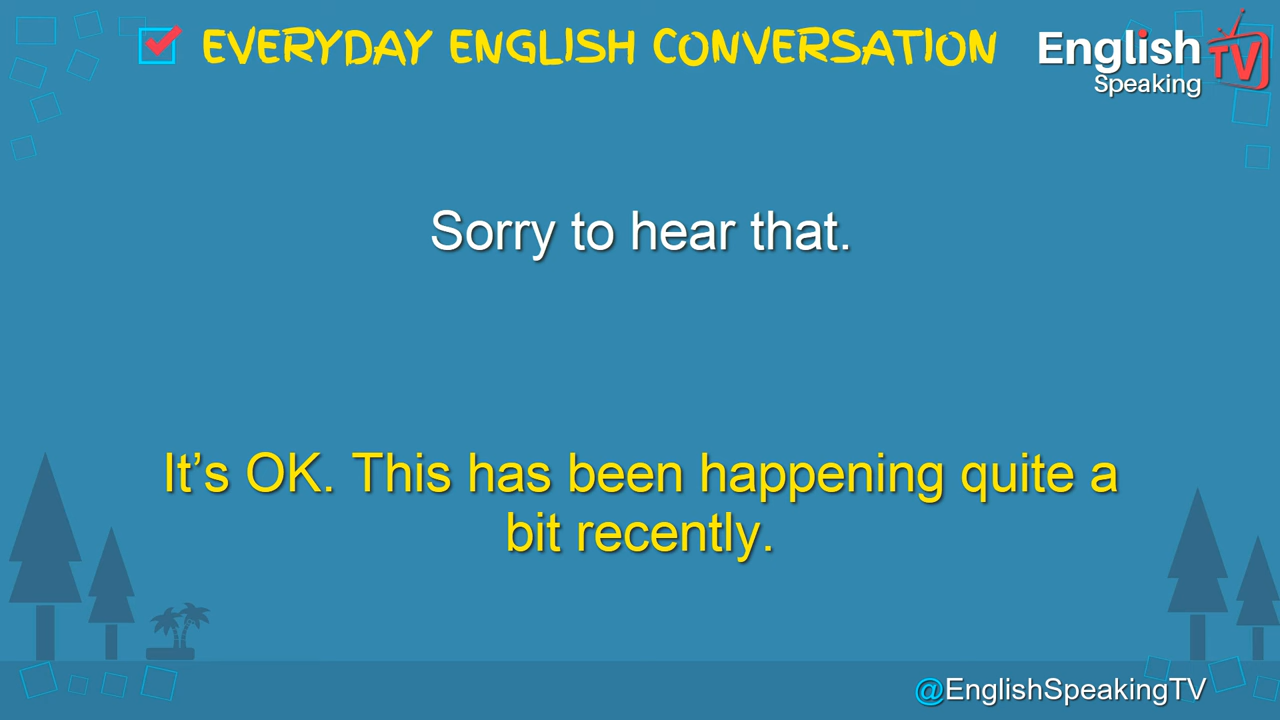 EVERYDAY ENGLISH CONVERSATION
English
Speaking
TV
Sorry to hear that.
It’s OK. This has been happening quite a
bit recently.
@EnglishSpeakingTV